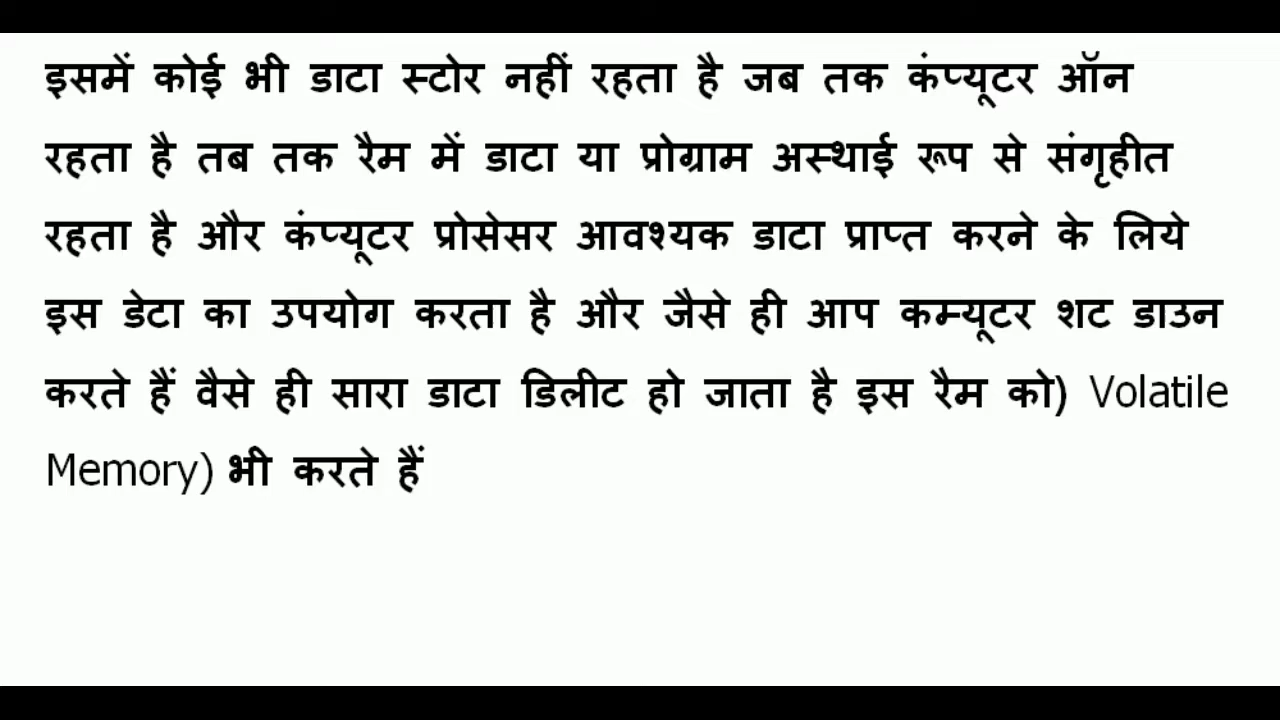 इसमें कोई भी डाटा स्टोर नहीं रहता है जब तक कंप्यूटर ऑन
रहता है तब तक रैम में डाटा या प्रोग्राम अस्थाई रूप से संगृहीत
रहता है और कंप्यूटर प्रोसेसर आवश्यक डाटा प्राप्त करने के लिये
इस डेटा का उपयोग करता है और जैसे ही आप कम्यूटर शट डाउन
करते हैं वैसे ही सारा डाटा डिलीट हो जाता है इस रैम को) Volatile
Memory) भी करते हैं